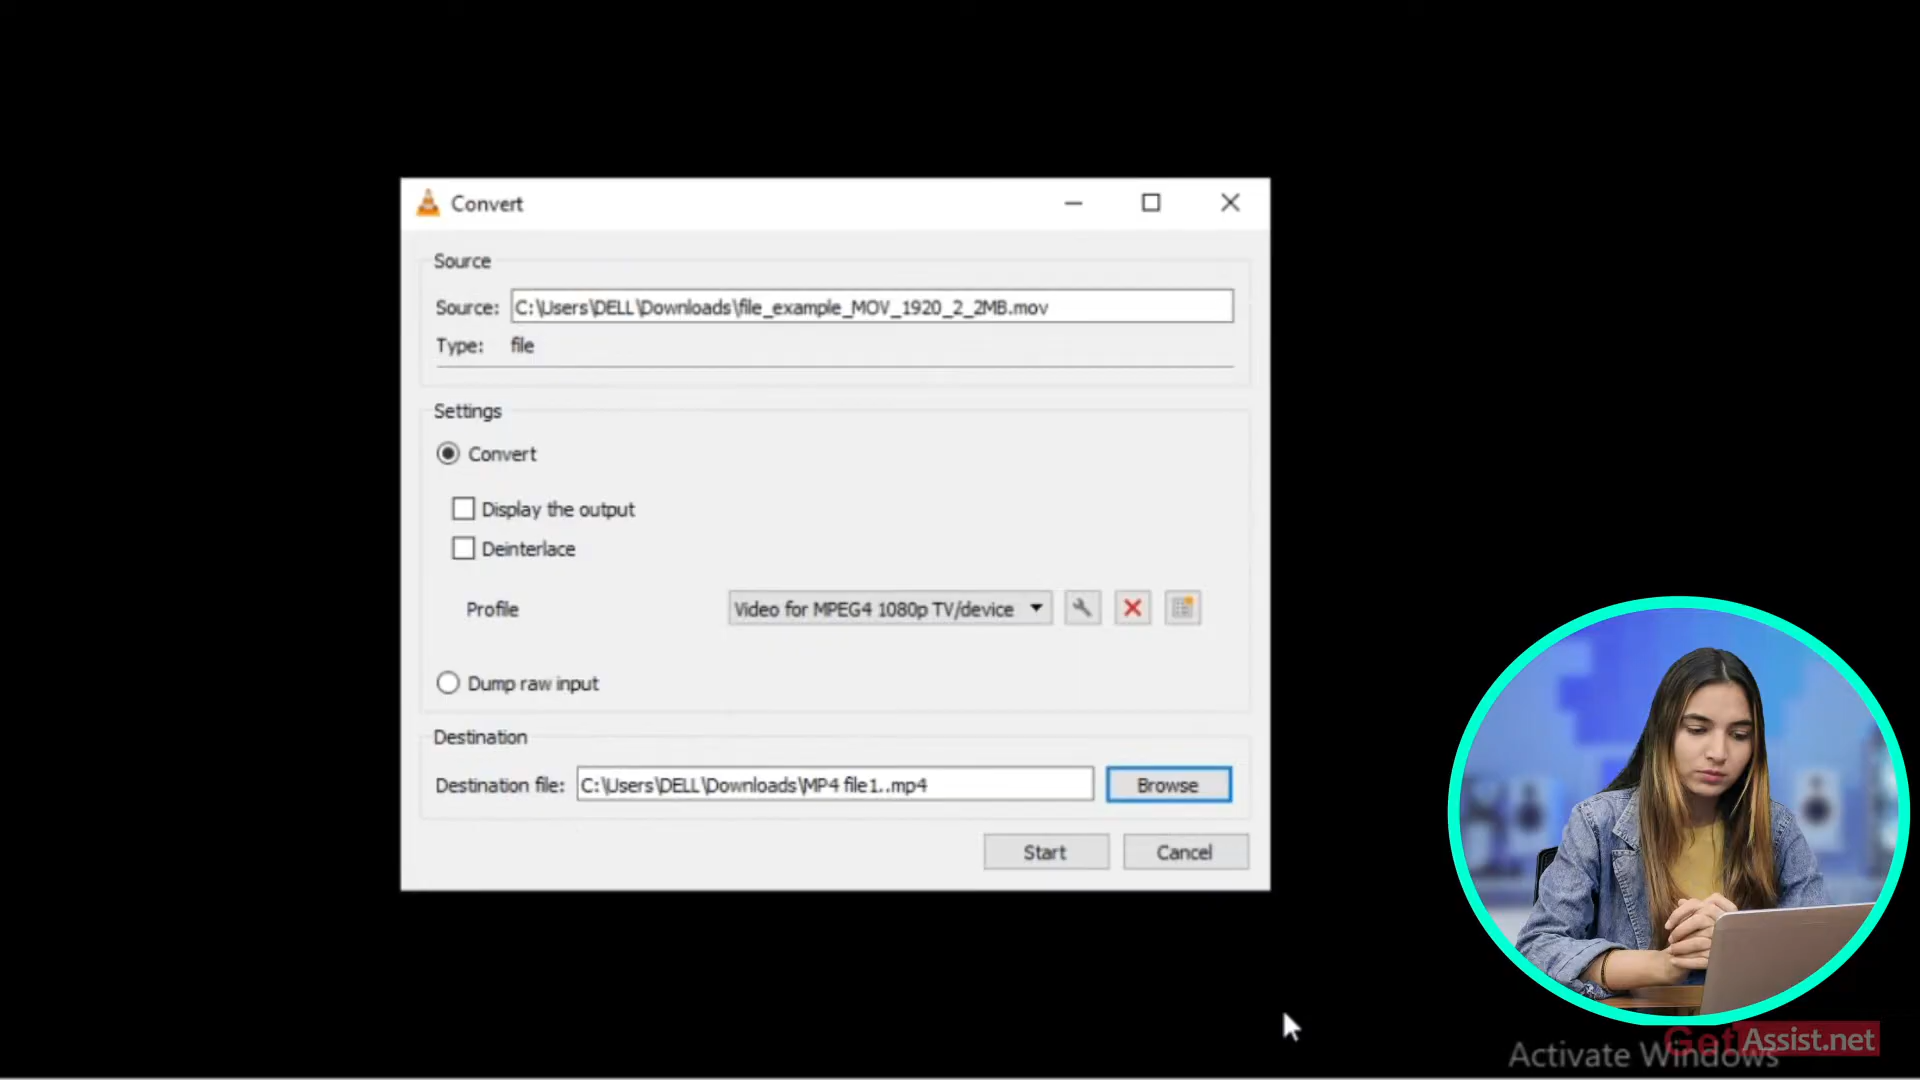 Convert
Source
Source: C:\Users\DELL\Downloads\file_example_MOV_1920_2_2MB.mov
Type: file
Settings
Convert
Display the output
Deinterlace
Profile Video for MPEG4 1080p TV/device
Dump raw input
Destination
Destination file: C:\Users\DELL\Downloads\MP4 file1..mp4 Browse
Start Cancel
GetAssist.net
Activate Windows